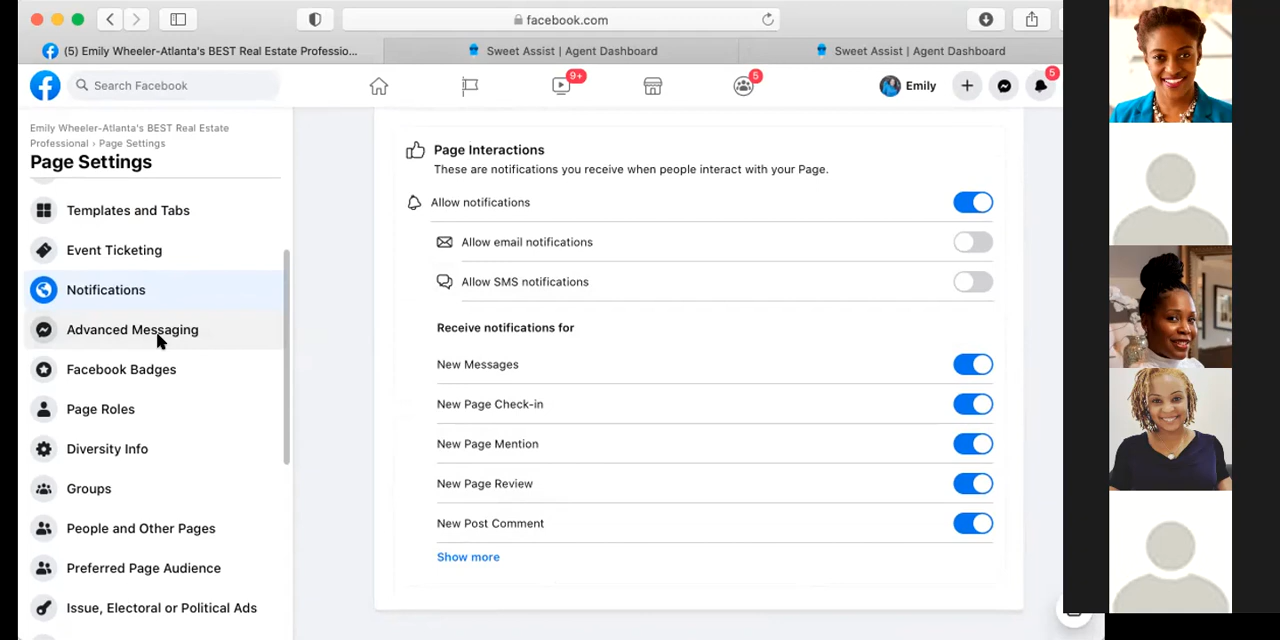 facebook.com
(5) Emily Wheeler-Atlanta's BEST Real Estate Professio...
Sweet Assist | Agent Dashboard
Sweet Assist | Agent Dashboard
Search Facebook
9+
5
Emily
5
Emily Wheeler-Atlanta's BEST Real Estate
Professional › Page Settings
Page Settings
Templates and Tabs
Event Ticketing
Notifications
Advanced Messaging
Facebook Badges
Page Roles
Diversity Info
Groups
People and Other Pages
Preferred Page Audience
Issue, Electoral or Political Ads
Page Interactions
These are notifications you receive when people interact with your Page.
Allow notifications
Allow email notifications
Allow SMS notifications
Receive notifications for
New Messages
New Page Check-in
New Page Mention
New Page Review
New Post Comment
Show more